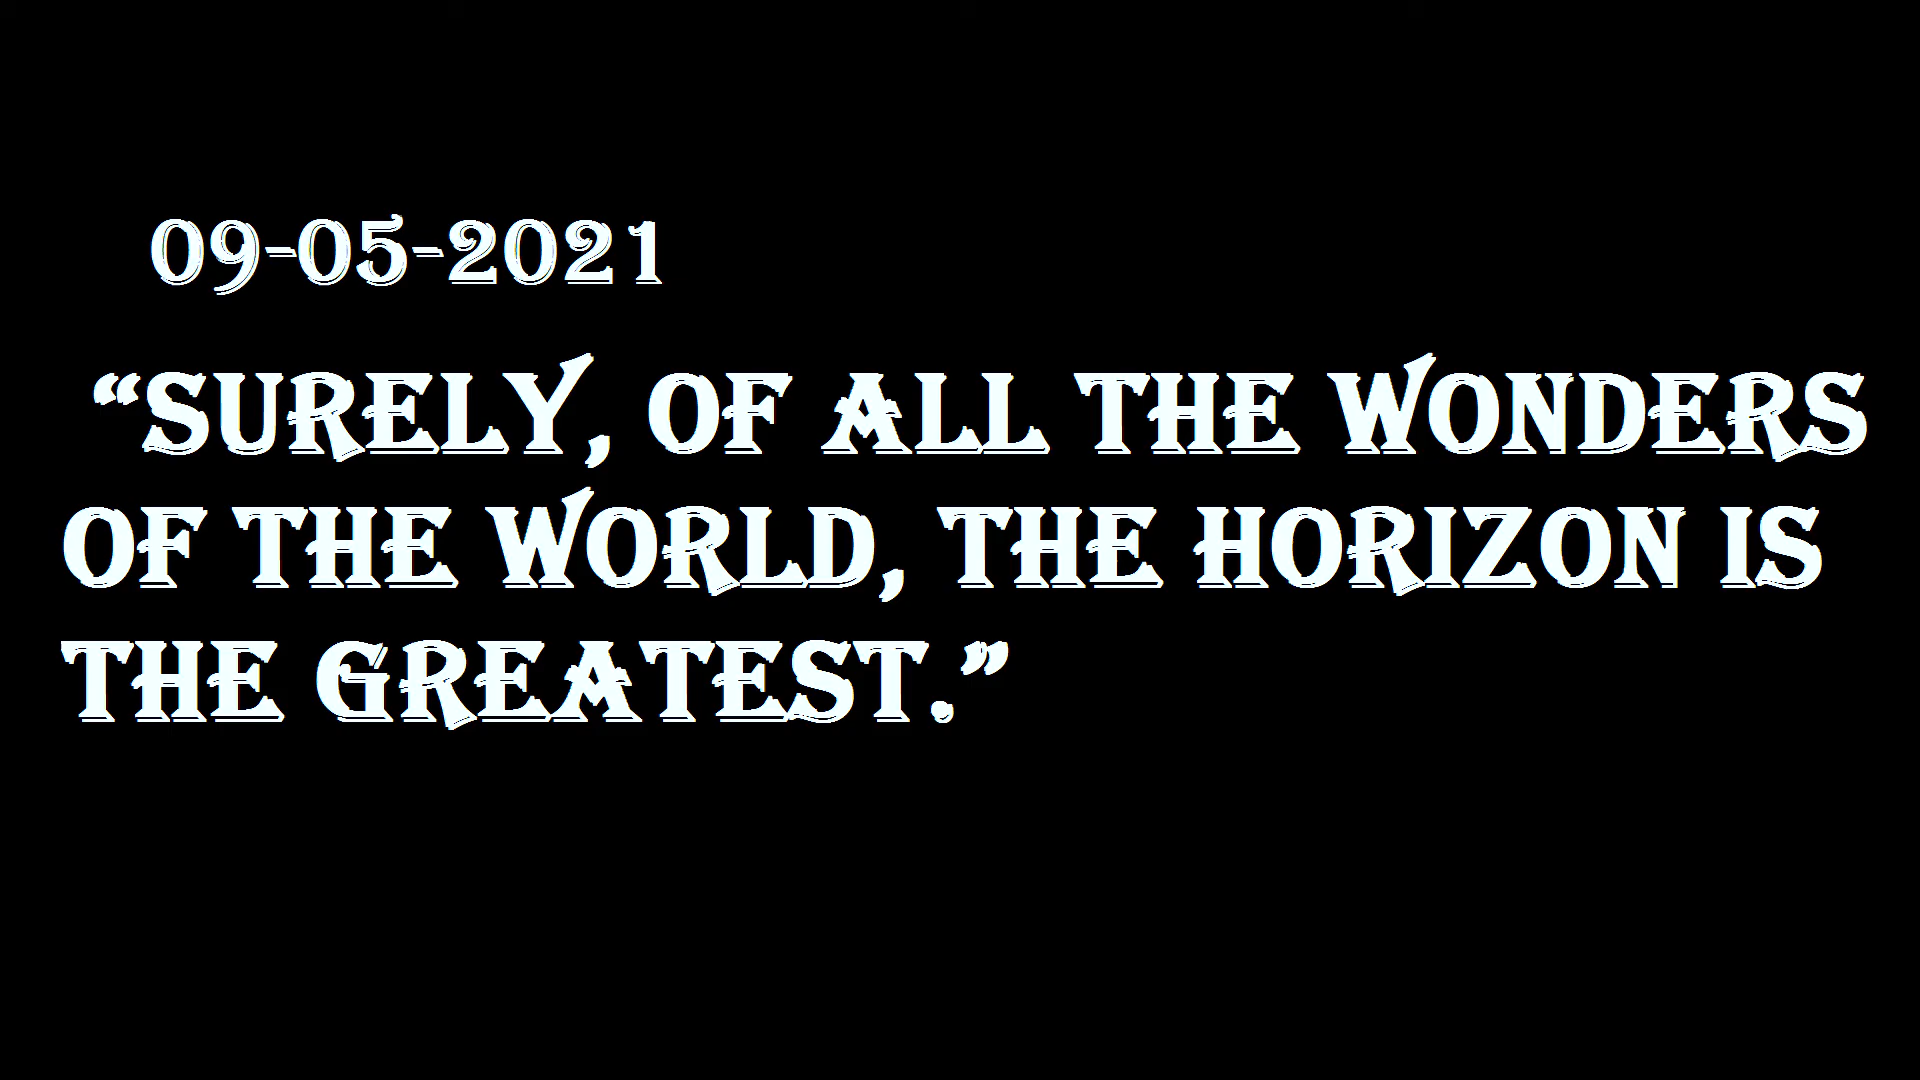 09-05-2021
“SURELY, OF ALL THE WONDERS
OF THE WORLD, THE HORIZON IS
THE GREATEST.”